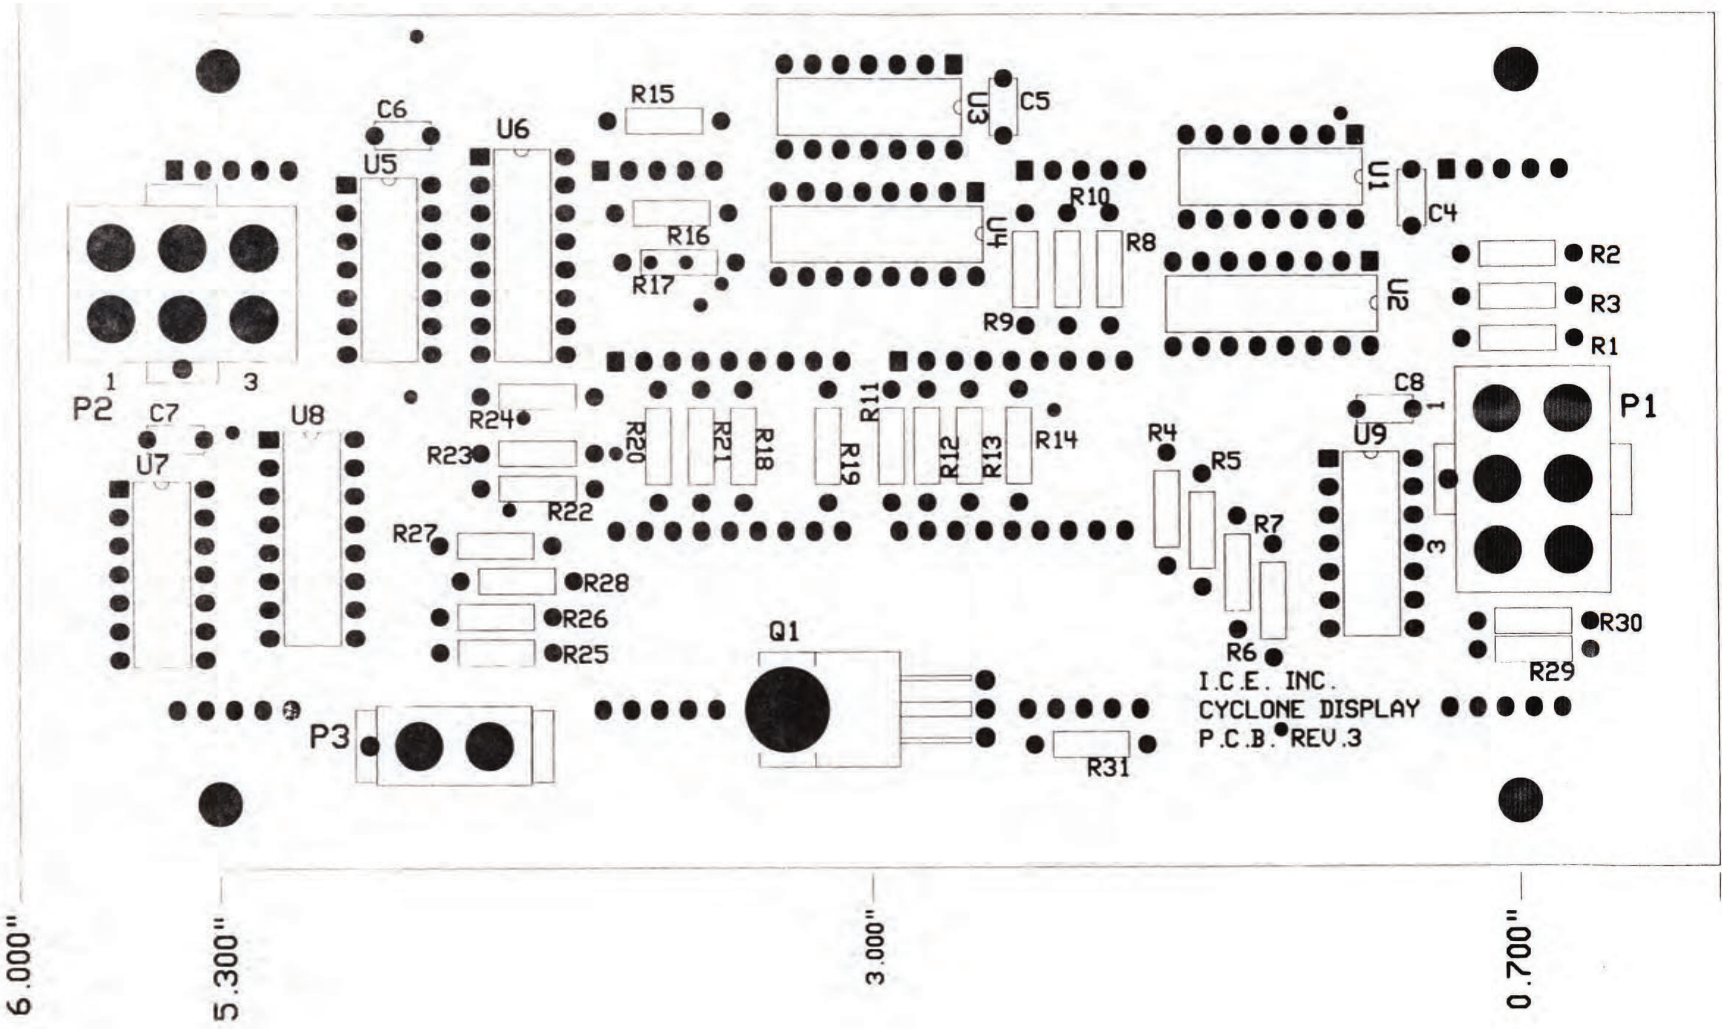 R15
C6
U6
U3
C5
U5
U1
R10
C4
R16
U4
R8
R2
R17
U2
R3
R9
R1
1
3
P2
C7
U8
R24
R11
C8
1
P1
R23
R20
R21
R18
R19
R12
R13
R14
R4
U9
U7
R5
R22
R27
R7
3
R28
R26
R30
Q1
R25
R6
R29
I.C.E. INC.
CYCLONE DISPLAY
P.C.B. REV.3
P3
R31
6.000"
5.300"
3.000"
0.700"